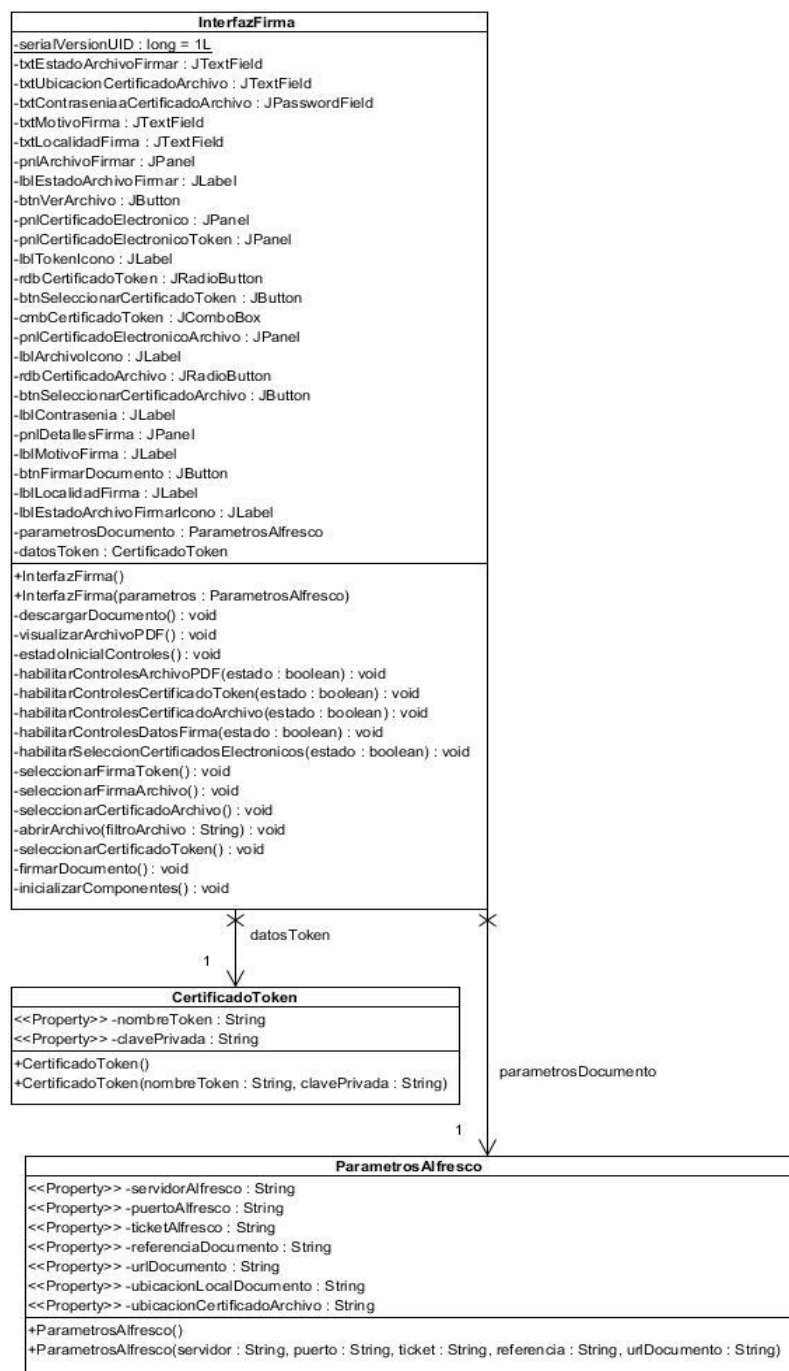 InterfazFirma
-serialVersionUID : long = 1L
-txtEstadoArchivoFirmar : JTextField
-txtUbicacionCertificadoArchivo : JTextField
-txtContraseniaaCertificadoArchivo : JPasswordField
-txtMotivoFirma : JTextField
-txtLocalidadFirma : JTextField
-pnlArchivoFirmar : JPanel
-lblEstadoArchivoFirmar : JLabel
-btnVerArchivo : JButton
-pnlCertificadoElectronico : JPanel
-pnlCertificadoElectronicoToken : JPanel
-lblTokenIcono : JLabel
-rdbCertificadoToken : JRadioButton
-btnSeleccionarCertificadoToken : JButton
-cmbCertificadoToken : JComboBox
-pnlCertificadoElectronicoArchivo : JPanel
-lblArchivoIcono : JLabel
-rdbCertificadoArchivo : JRadioButton
-btnSeleccionarCertificadoArchivo : JButton
-lblContrasenia : JLabel
-pnlDetallesFirma : JPanel
-lblMotivoFirma : JLabel
-btnFirmarDocumento : JButton
-lblLocalidadFirma : JLabel
-lblEstadoArchivoFirmarIcono : JLabel
-parametrosDocumento : ParametrosAlfresco
-datosToken : CertificadoToken
+InterfazFirma()
+InterfazFirma(parametros : ParametrosAlfresco)
-descargarDocumento() : void
-visualizarArchivoPDF() : void
-estadoInicialControles() : void
-habilitarControlesArchivoPDF(estado : boolean) : void
-habilitarControlesCertificadoToken(estado : boolean) : void
-habilitarControlesCertificadoArchivo(estado : boolean) : void
-habilitarControlesDatosFirma(estado : boolean) : void
-habilitarSeleccionCertificadosElectronicos(estado : boolean) : void
-seleccionarFirmaToken() : void
-seleccionarFirmaArchivo() : void
-seleccionarCertificadoArchivo() : void
-abrirArchivo(filtroArchivo : String) : void
-seleccionarCertificadoToken() : void
-firmarDocumento() : void
-inicializarComponentes() : void
datosToken
1
CertificadoToken
<<Property>> -nombreToken : String
<<Property>> -clavePrivada : String
+CertificadoToken()
+CertificadoToken(nombreToken : String, clavePrivada : String)
parametrosDocumento
1
ParametrosAlfresco
<<Property>> -servidorAlfresco : String
<<Property>> -puertoAlfresco : String
<<Property>> -ticketAlfresco : String
<<Property>> -referenciaDocumento : String
<<Property>> -urlDocumento : String
<<Property>> -ubicacionLocalDocumento : String
<<Property>> -ubicacionCertificadoArchivo : String
+ParametrosAlfresco()
+ParametrosAlfresco(servidor : String, puerto : String, ticket : String, referencia : String, urlDocumento : String)